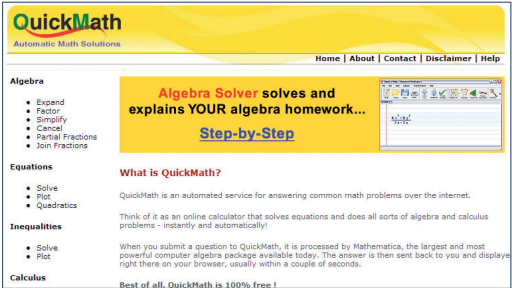 QuickMath
Automatic Math Solutions
Home | About | Contact | Disclaimer | Help
Algebra
Expand
Factor
Simplify
Cancel
Partial Fractions
Join Fractions
Equations
Solve
Plot
Quadratics
Inequalities
Solve
Plot
Calculus
Algebra Solver solves and
explains YOUR algebra homework...
Step-by-Step
What is QuickMath?
QuickMath is an automated service for answering common math problems over the internet.
Think of it as an online calculator that solves equations and does all sorts of algebra and calculus
problems - instantly and automatically!
When you submit a question to QuickMath, it is processed by Mathematica, the largest and most
powerful computer algebra package available today. The answer is then sent back to you and displaye
right there on your browser, usually within a couple of seconds.
Best of all, QuickMath is 100% free !